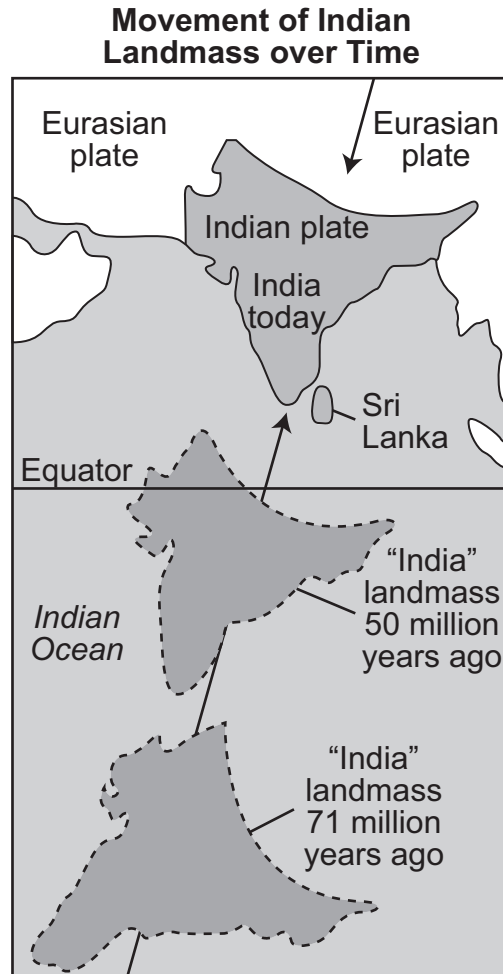 Movement of Indian
Landmass over Time
Eurasian
plate
Eurasian
plate
Indian plate
India
today
Sri
Lanka
Equator
Indian
Ocean
“India”
landmass
50 million
years ago
“India”
landmass
71 million
years ago